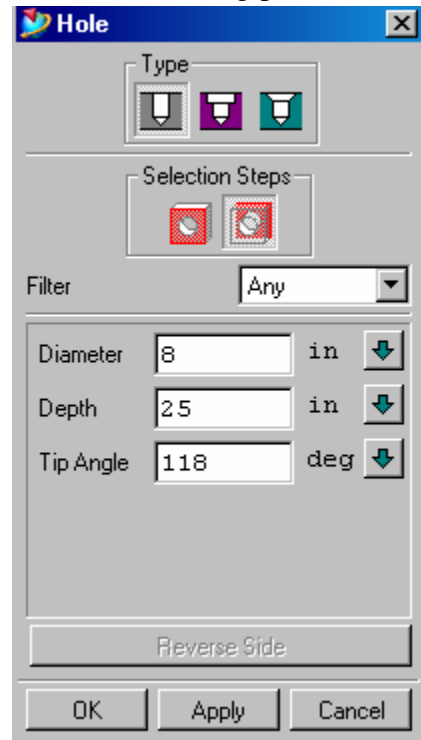 Hole
Type
Selection Steps
Filter Any
Diameter 8 in
Depth 25 in
Tip Angle 118 deg
Reverse Side
OK Apply Cancel